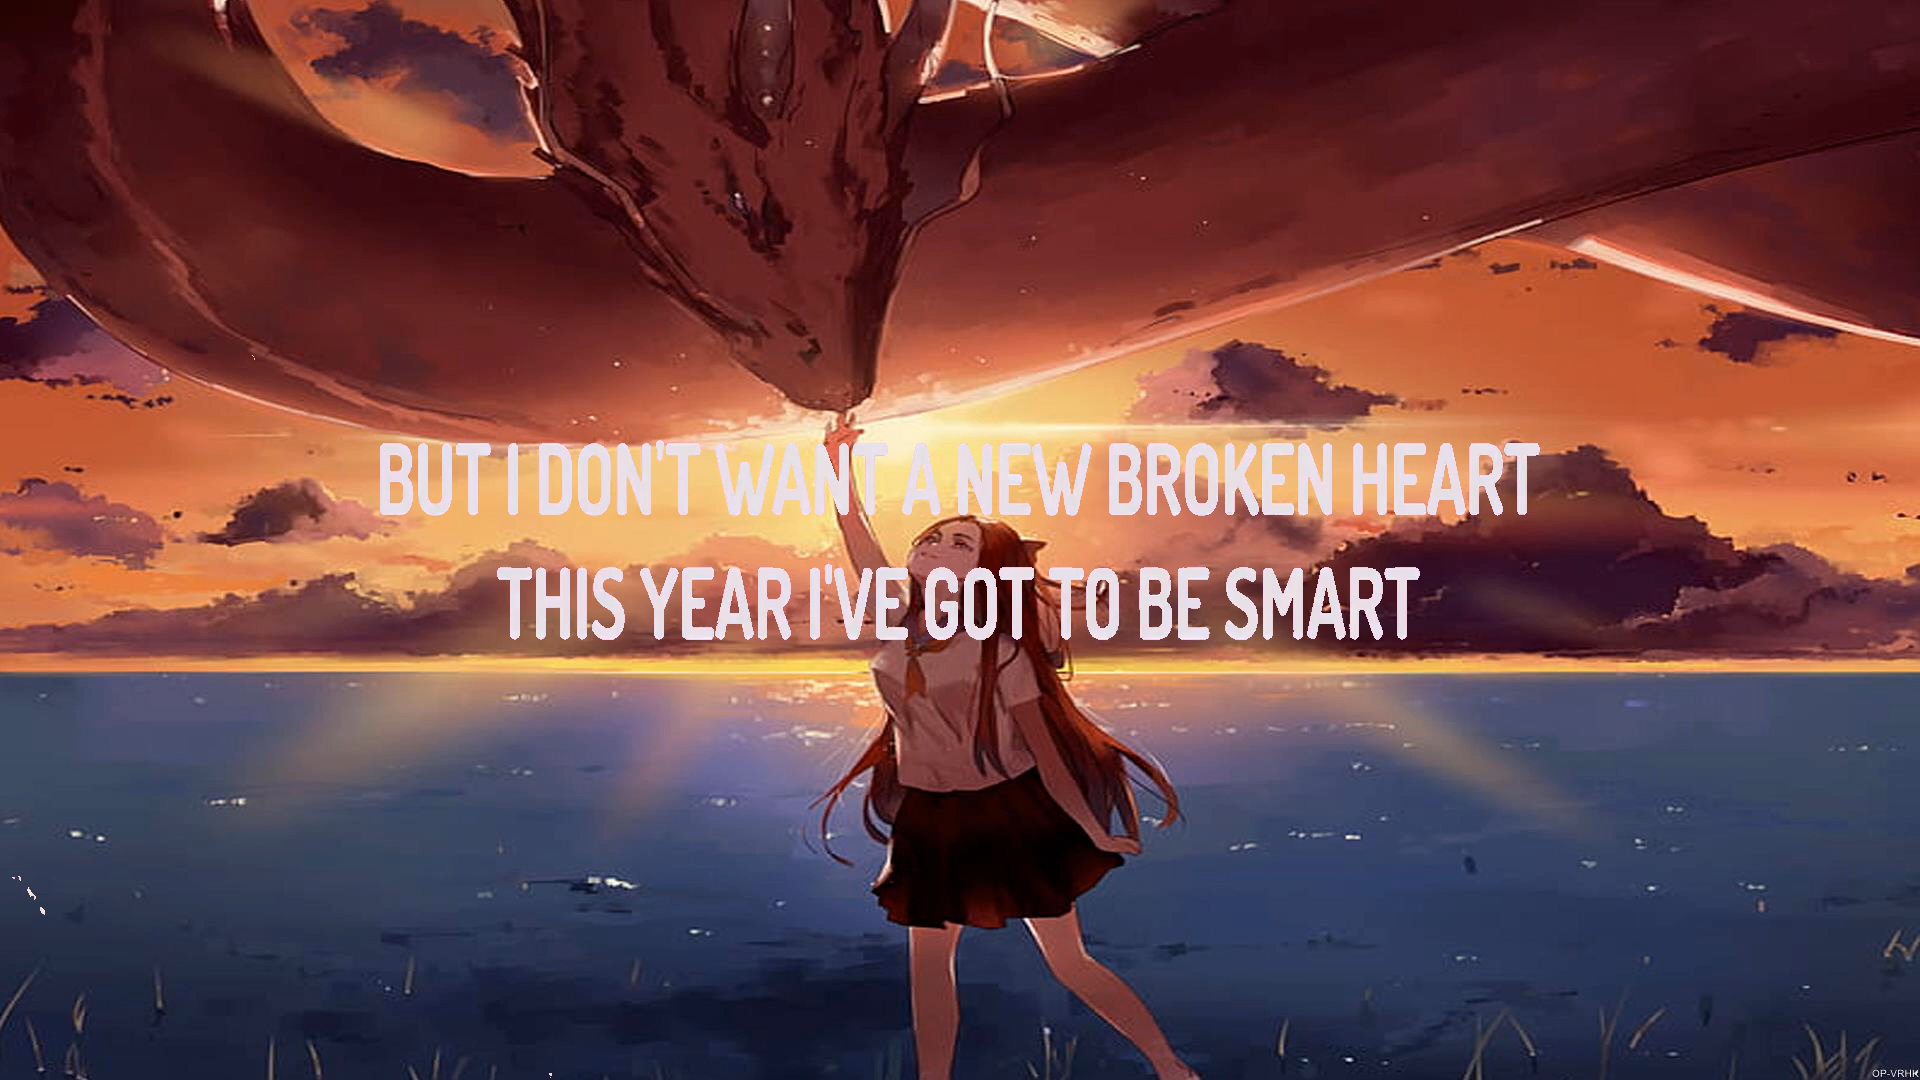 BUT I DON'T WANT A NEW BROKEN HEART
THIS YEAR I'VE GOT TO BE SMART
OP-VRHK